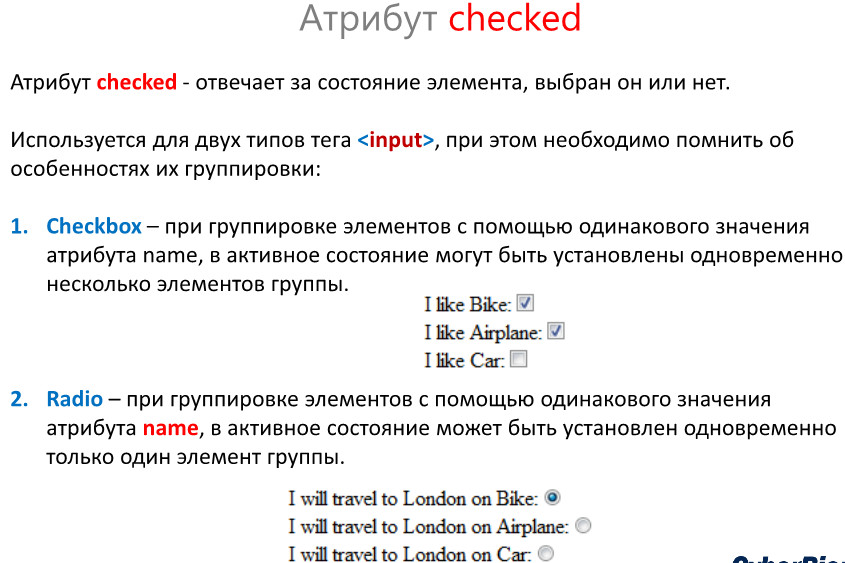 Атрибут checked
Атрибут checked - отвечает за состояние элемента, выбран он или нет.
Используется для двух типов тега <input>, при этом необходимо помнить об
особенностях их группировки:
1. Checkbox – при группировке элементов с помощью одинакового значения
атрибута name, в активное состояние могут быть установлены одновременно
несколько элементов группы.
I like Bike:
I like Airplane:
I like Car:
2. Radio – при группировке элементов с помощью одинакового значения
атрибута name, в активное состояние может быть установлен одновременно
только один элемент группы.
I will travel to London on Bike:
I will travel to London on Airplane:
I will travel to London on Car: